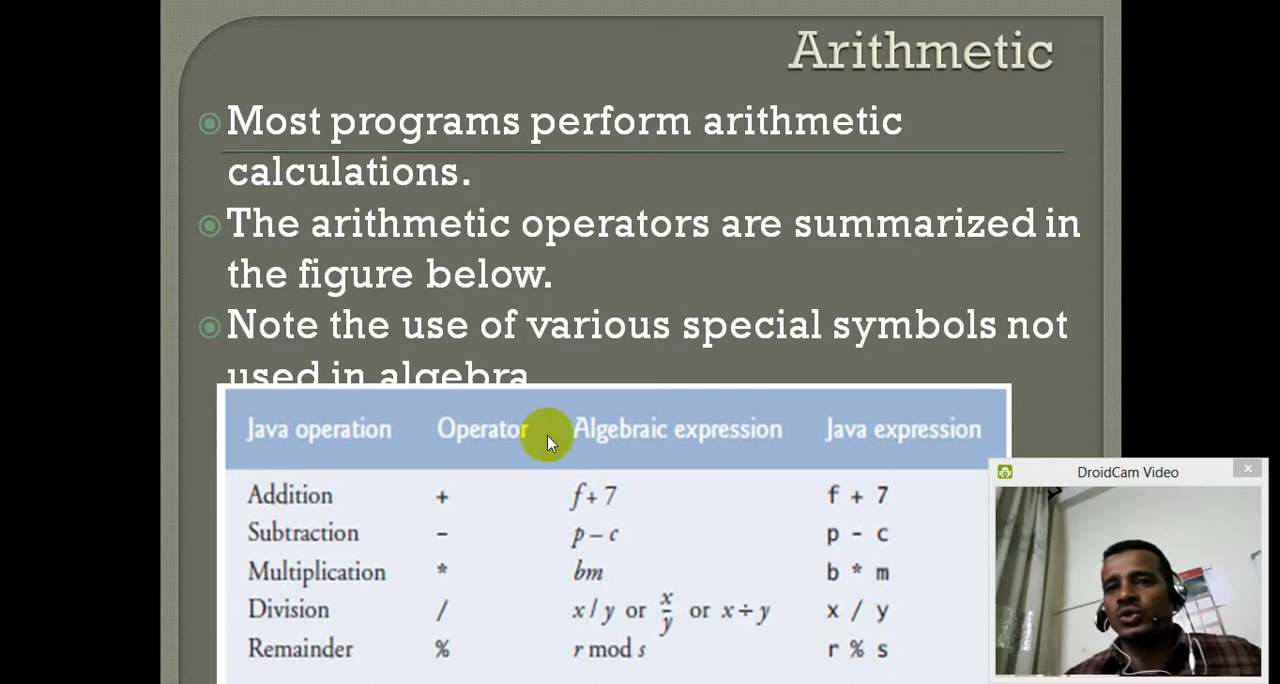 Arithmetic
Most programs perform arithmetic
calculations.
The arithmetic operators are summarized in
the figure below.
Note the use of various special symbols not
used in algebra
Java operation Operator Algebraic expression Java expression
Addition + f + 7 f + 7
Subtraction – p – c p - c
Multiplication * bm b * m
Division / x / y or x/y or x ÷ y x / y
Remainder % r mod s r % s
DroidCam Video